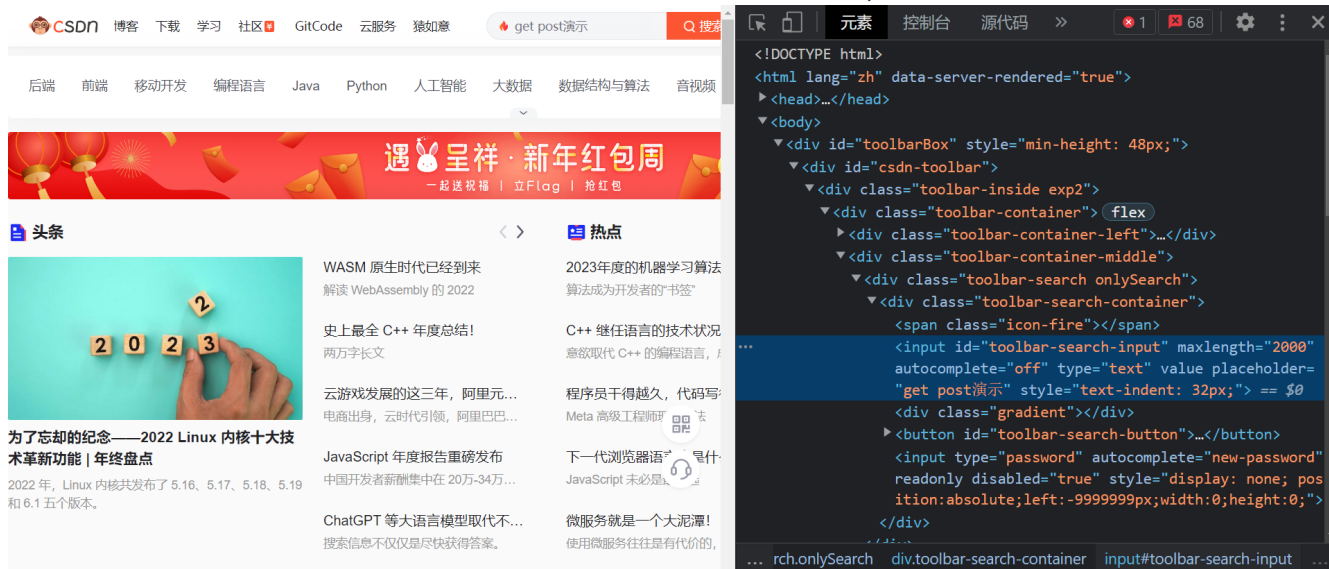 CSDN 博客 下载 学习 社区 GitCode 云服务 猿如意 get post演示 搜索
后端 前端 移动开发 编程语言 Java Python 人工智能 大数据 数据结构与算法 音视频
遇 呈祥·新年红包周
一起送祝福 | 立Flag | 抢红包
头条
2 0 2 3 2
为了忘却的纪念——2022 Linux 内核十大技
术革新功能 | 年终盘点
2022 年，Linux 内核共发布了 5.16、5.17、5.18、5.19
和 6.1 五个版本。
WASM 原生时代已经到来
解读 WebAssembly 的 2022
史上最全 C++ 年度总结！
两万字长文
云游戏发展的这三年，阿里元…
电商出身，云时代引领，阿里巴巴…
JavaScript 年度报告重磅发布
中国开发者薪酬集中在 20万-34万…
ChatGPT 等大语言模型取代不…
搜索信息不仅仅是尽快获得答案。
热点
2023年度的机器学习算法
算法成为开发者的“书签”
C++ 继任语言的技术状况
意欲取代 C++ 的编程语言，
程序员干得越久，代码写
Meta 高级工程师 法
下一代浏览器语 是什
JavaScript 未必是
微服务就是一个大泥潭！
使用微服务往往是有代价的，
元素 控制台 源代码 » 1 68
<!DOCTYPE html>
<html lang="zh" data-server-rendered="true">
<head>…</head>
<body>
<div id="toolbarBox" style="min-height: 48px;">
<div id="csdn-toolbar">
<div class="toolbar-inside exp2">
<div class="toolbar-container"> flex
<div class="toolbar-container-left">…</div>
<div class="toolbar-container-middle">
<div class="toolbar-search onlySearch">
<div class="toolbar-search-container">
<span class="icon-fire"></span>
<input id="toolbar-search-input" maxlength="2000"
autocomplete="off" type="text" value placeholder=
"get post演示" style="text-indent: 32px;"> == $0
<div class="gradient"></div>
<button id="toolbar-search-button">…</button>
<input type="password" autocomplete="new-password"
readonly disabled="true" style="display: none; pos
ition:absolute;left:-9999999px;width:0;height:0;">
</div>
… rch.onlySearch div.toolbar-search-container input#toolbar-search-input …